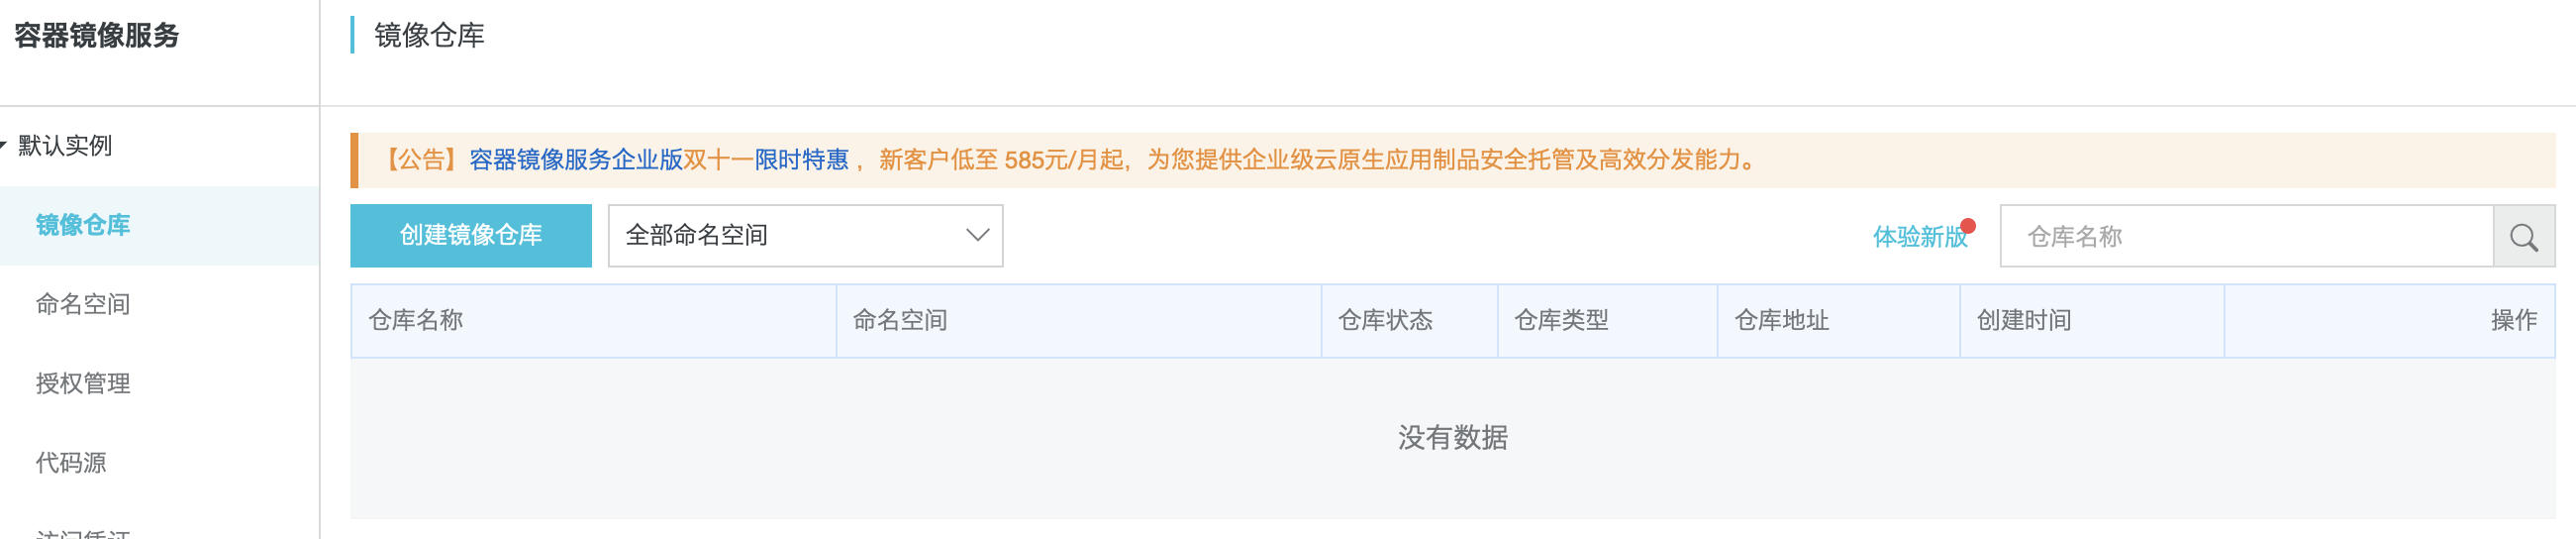 容器镜像服务
镜像仓库
默认实例
镜像仓库
命名空间
授权管理
代码源
访问凭证
【公告】容器镜像服务企业版双十一限时特惠 ，新客户低至 585元/月起，为您提供企业级云原生应用制品安全托管及高效分发能力。
创建镜像仓库 全部命名空间 体验新版 仓库名称
仓库名称 命名空间 仓库状态 仓库类型 仓库地址 创建时间 操作
没有数据